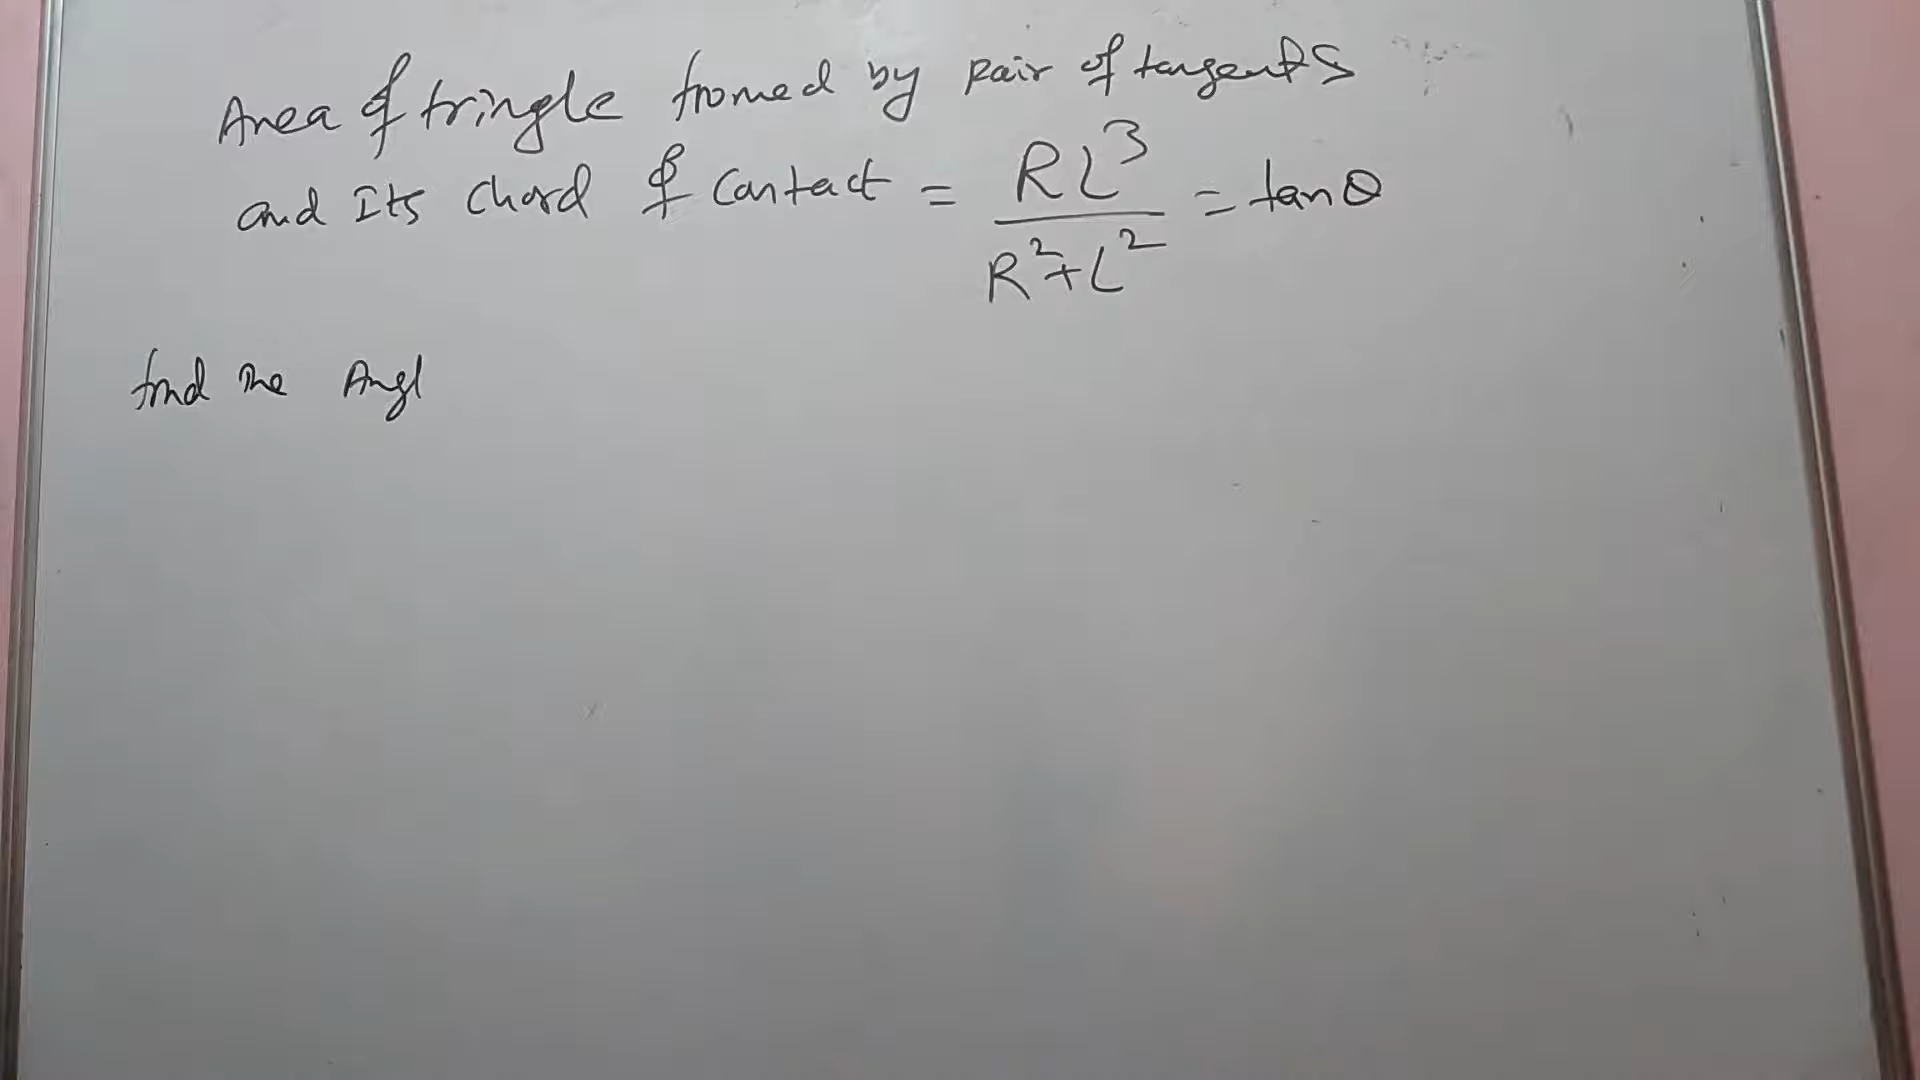 Area of tringle fromed by pair of tangents
and Its chord of Contact = RL³/(R²+L²) = tanθ
find the Angl